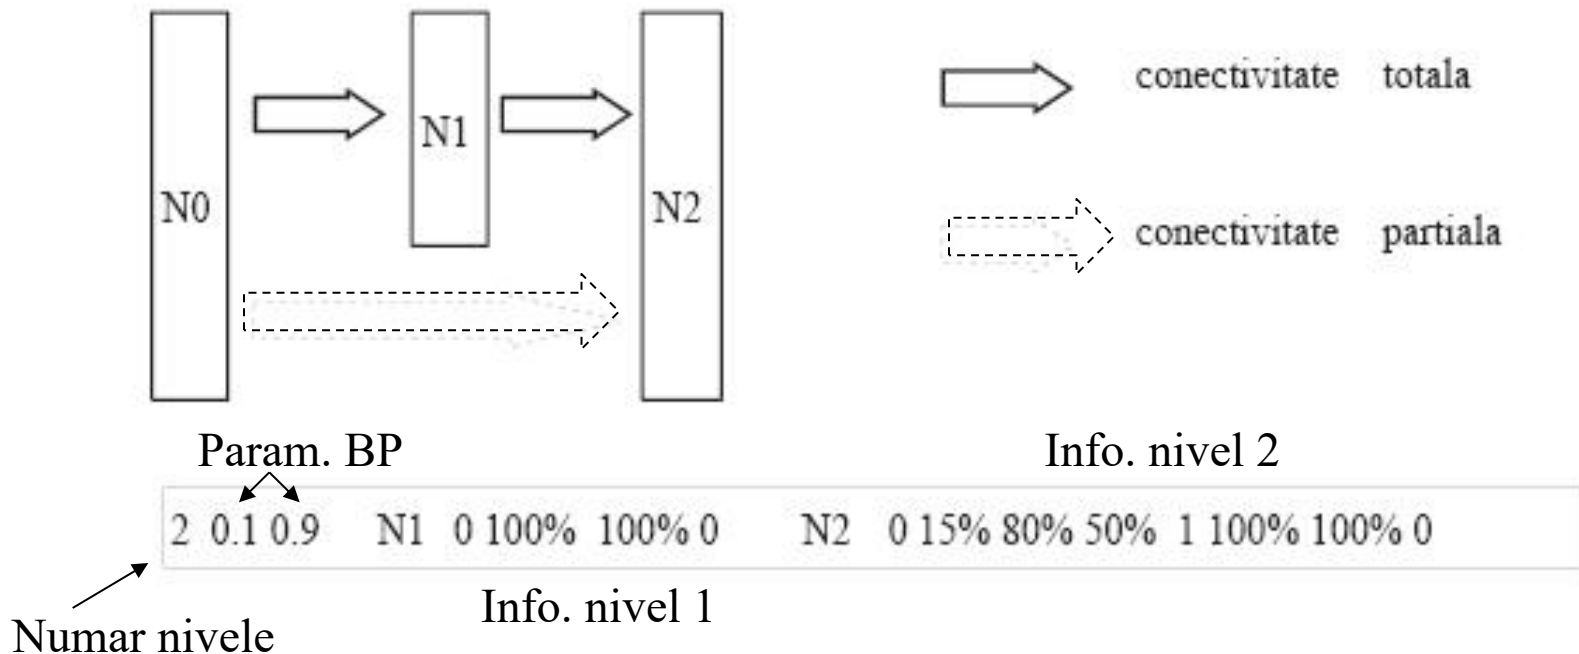 conectivitate totala
N1
N0
N2
conectivitate partiala
Param. BP
Info. nivel 2
2 0.1 0.9 N1 0 100% 100% 0 N2 0 15% 80% 50% 1 100% 100% 0
Info. nivel 1
Numar nivele